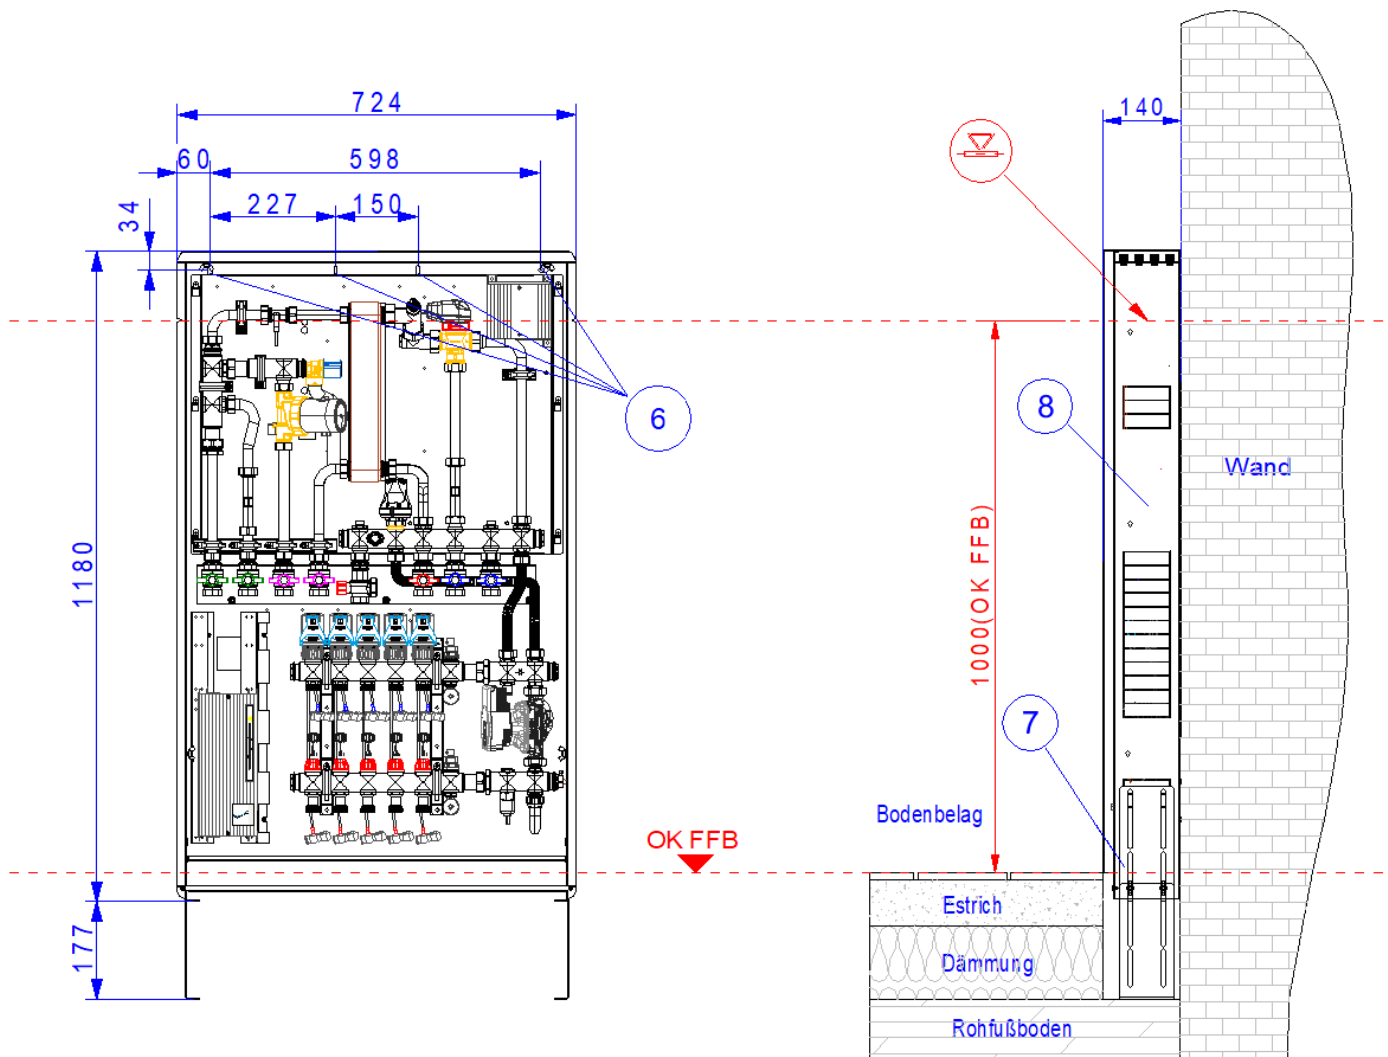 724
140
60
598
227
150
34
6
8
Wand
1180
1000(OK FFB)
7
Bodenbelag
OK FFB
Estrich
177
Dämmung
Rohfußboden